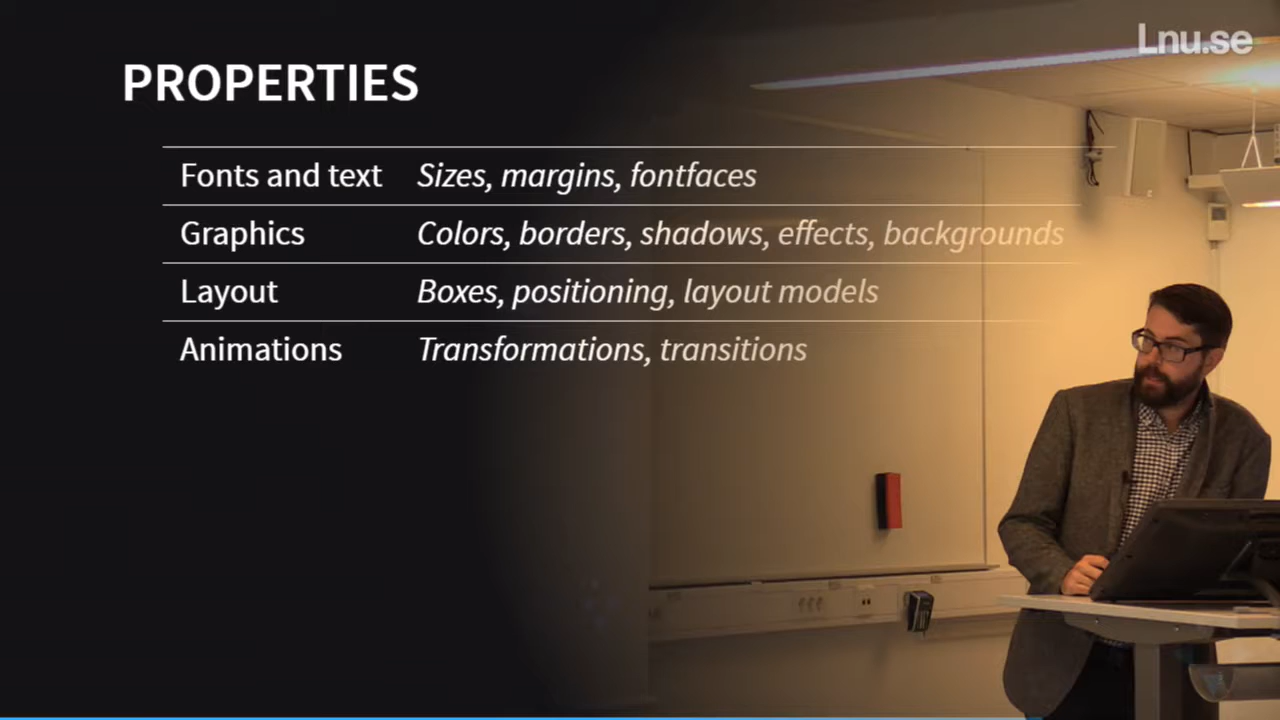 Lnu.se
PROPERTIES
Fonts and text Sizes, margins, fontfaces
Graphics Colors, borders, shadows, effects, backgrounds
Layout Boxes, positioning, layout models
Animations Transformations, transitions